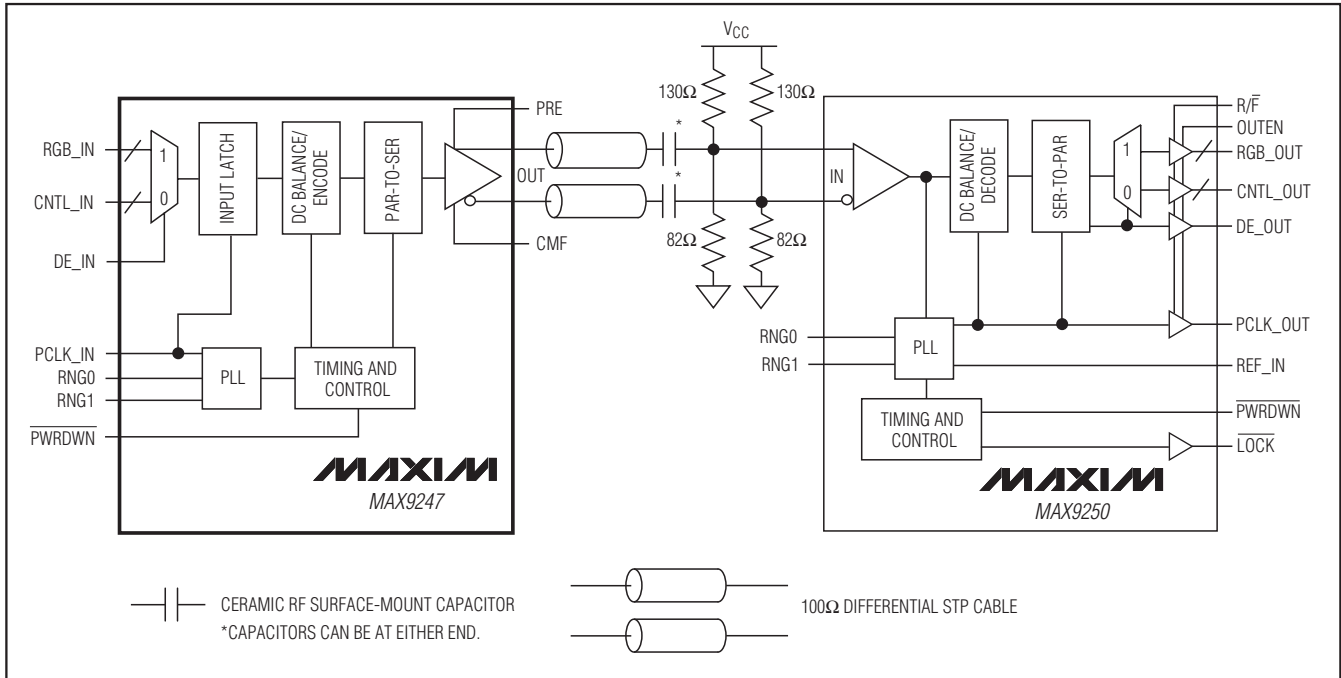 VCC
130Ω
130Ω
*
*
82Ω
82Ω
RGB_IN
CNTL_IN
DE_IN
PCLK_IN
RNG0
RNG1
P̅W̅R̅D̅W̅N̅
1
0
INPUT LATCH
DC BALANCE/
ENCODE
PAR-TO-SER
PLL
TIMING AND
CONTROL
PRE
OUT
CMF
MAXIM
MAX9247
IN
DC BALANCE/
DECODE
SER-TO-PAR
1
0
RNG0
RNG1
PLL
TIMING AND
CONTROL
R/F̅
OUTEN
RGB_OUT
CNTL_OUT
DE_OUT
PCLK_OUT
REF_IN
P̅W̅R̅D̅W̅N̅
L̅O̅C̅K̅
MAXIM
MAX9250
CERAMIC RF SURFACE-MOUNT CAPACITOR
*CAPACITORS CAN BE AT EITHER END.
100Ω DIFFERENTIAL STP CABLE